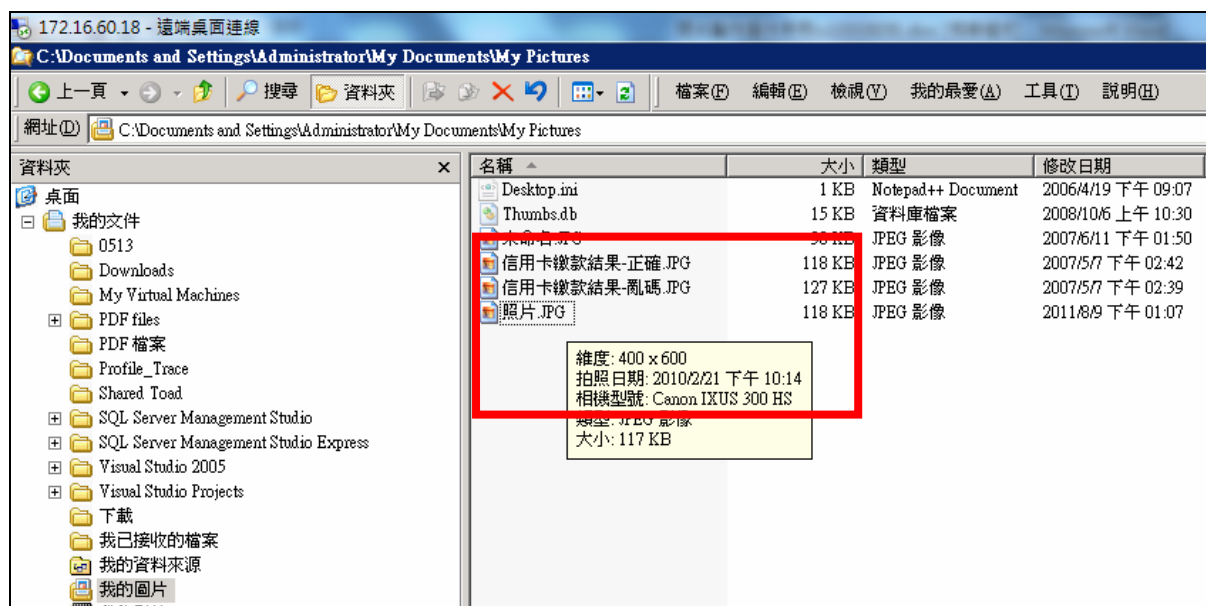 172.16.60.18 - 遠端桌面連線
C:\Documents and Settings\Administrator\My Documents\My Pictures
上一頁 搜尋 資料夾 檔案(F) 編輯(E) 檢視(V) 我的最愛(A) 工具(T) 說明(H)
網址(D) C:\Documents and Settings\Administrator\My Documents\My Pictures
資料夾 x 名稱 大小 類型 修改日期
桌面
我的文件
0513
Downloads
My Virtual Machines
PDF files
PDF 檔案
Profile_Trace
Shared Toad
SQL Server Management Studio
SQL Server Management Studio Express
Visual Studio 2005
Visual Studio Projects
下載
我已接收的檔案
我的資料來源
我的圖片
Desktop.ini 1 KB Notepad++ Document 2006/4/19 下午 09:07
Thumbs.db 15 KB 資料庫檔案 2008/10/6 上午 10:30
未命名.JPG 98 KB JPEG 影像 2007/6/11 下午 01:50
信用卡繳款結果-正確.JPG 118 KB JPEG 影像 2007/5/7 下午 02:42
信用卡繳款結果-亂碼.JPG 127 KB JPEG 影像 2007/5/7 下午 02:39
照片.JPG 118 KB JPEG 影像 2011/8/9 下午 01:07
維度: 400 x 600
拍照日期: 2010/2/21 下午 10:14
相機型號: Canon IXUS 300 HS
類型: JPEG 影像
大小: 117 KB